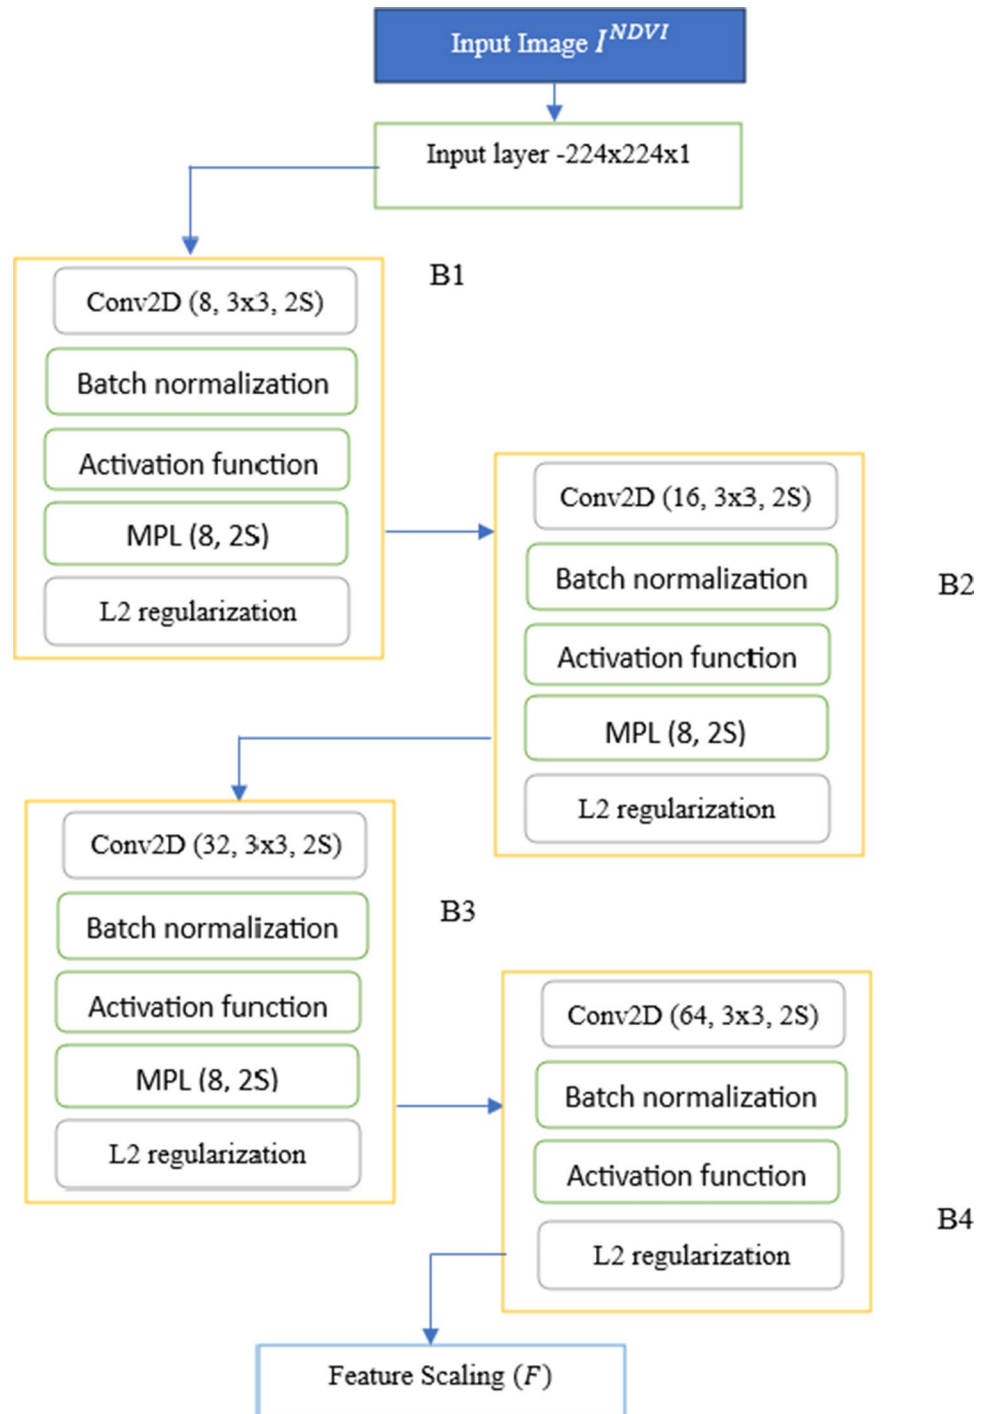 Input Image I^NDVI
Input layer -224x224x1
B1
Conv2D (8, 3x3, 2S)
Batch normalization
Activation function
MPL (8, 2S)
L2 regularization
B2
Conv2D (16, 3x3, 2S)
Batch normalization
Activation function
MPL (8, 2S)
L2 regularization
B3
Conv2D (32, 3x3, 2S)
Batch normalization
Activation function
MPL (8, 2S)
L2 regularization
B4
Conv2D (64, 3x3, 2S)
Batch normalization
Activation function
L2 regularization
Feature Scaling (F)